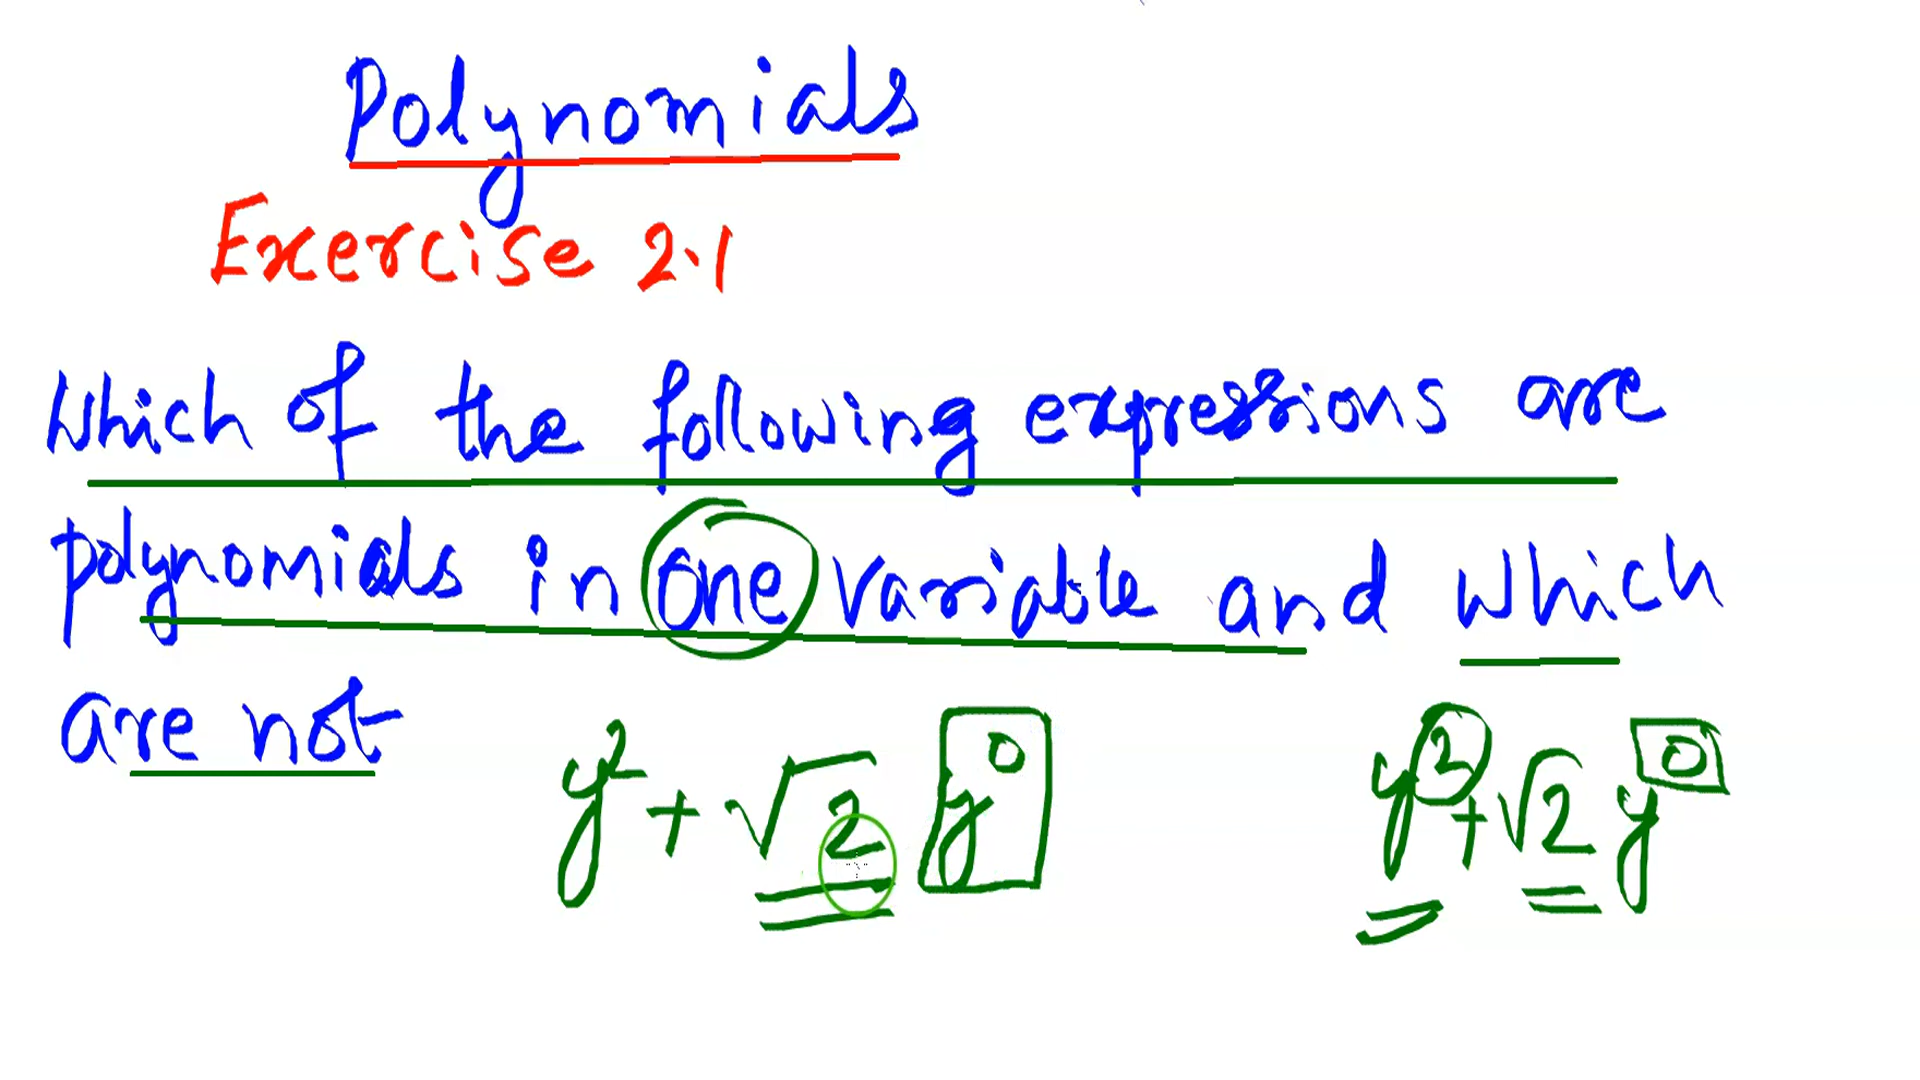 Polynomials
Exercise 2.1
Which of the following expressions are
polynomials in one variable and which
are not
y² + √2 y⁰
y² + √2 y⁰